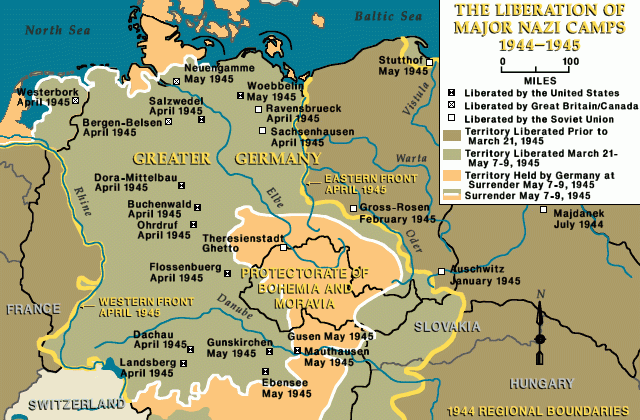 THE LIBERATION OF
MAJOR NAZI CAMPS
1944–1945
0 100
MILES
Liberated by the United States
Liberated by Great Britain/Canada
Liberated by the Soviet Union
Territory Liberated Prior to
March 21, 1945
Territory Liberated March 21-
May 7-9, 1945
Territory Held by Germany at
Surrender May 7-9, 1945
Surrender May 7-9, 1945
North Sea
Baltic Sea
Stutthof
May 1945
Neuengamme
May 1945
Westerbork
April 1945
Woebbelin
May 1945
Salzwedel
April 1945
Ravensbrueck
April 1945
Bergen-Belsen
April 1945
Sachsenhausen
April 1945
Vistula
Warta
GREATER GERMANY
Dora-Mittelbau
April 1945
EASTERN FRONT
APRIL 1945
Rhine
Elbe
Buchenwald
April 1945
Gross-Rosen
February 1945
Majdanek
July 1944
Ohrdruf
April 1945
Oder
Theresienstadt
Ghetto
Flossenburg
April 1945
PROTECTORATE OF
BOHEMIA AND
MORAVIA
Auschwitz
January 1945
FRANCE
WESTERN FRONT
APRIL 1945
Danube
N
SLOVAKIA
Dachau
April 1945
Gunskirchen
May 1945
Gusen May 1945
Mauthausen
May 1945
Landsberg
April 1945
Ebensee
May 1945
HUNGARY
SWITZERLAND
1944 REGIONAL BOUNDARIES